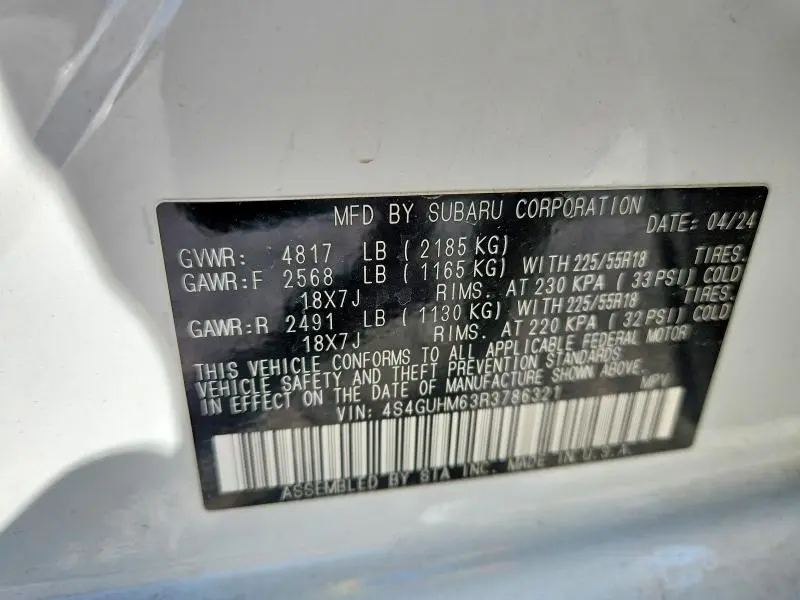 MFD BY SUBARU CORPORATION DATE: 04/24
GVWR: 4817 LB (2185 KG)
GAWR:F 2568 LB (1165 KG) WITH 225/55R18 TIRES.
18X7J RIMS. AT 230 KPA (33 PSI) COLD
GAWR:R 2491 LB (1130 KG) WITH 225/55R18 TIRES.
18X7J RIMS. AT 220 KPA (32 PSI) COLD
THIS VEHICLE CONFORMS TO ALL APPLICABLE FEDERAL MOTOR
VEHICLE SAFETY AND THEFT PREVENTION STANDARDS
IN EFFECT ON THE DATE OF MANUFACTURE SHOWN ABOVE.
VIN: 4S4GUHM63R3786321 MPV
ASSEMBLED BY SIA INC. MADE IN U.S.A.